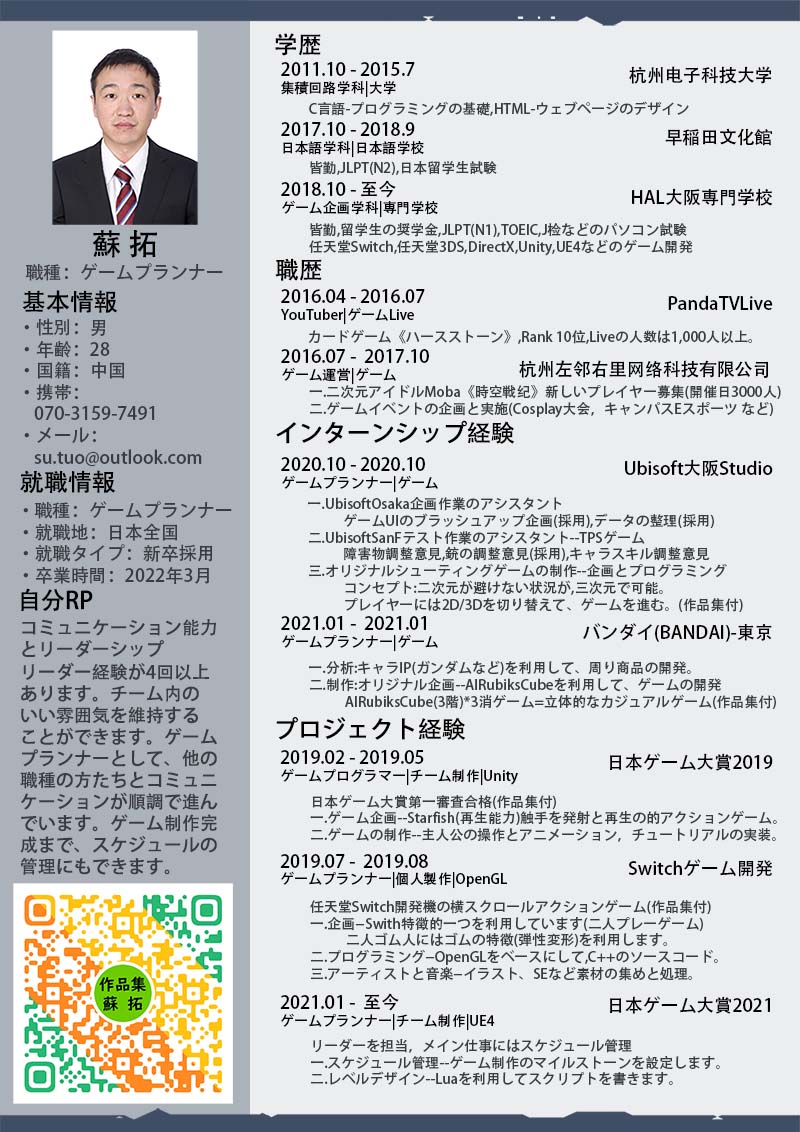 蘇 拓
職種：ゲームプランナー
基本情報
・性別：男
・年齢：28
・国籍：中国
・携帯：
070-3159-7491
・メール：
su.tuo@outlook.com
就職情報
・職種：ゲームプランナー
・就職地：日本全国
・就職タイプ：新卒採用
・卒業時間：2022年3月
自分RP
コミュニケーション能力
とリーダーシップ
リーダー経験が4回以上
あります。チーム内の
いい雰囲気を維持する
ことができます。ゲーム
プランナーとして、他の
職種の方たちとコミュニ
ケーションが順調で進ん
でいます。ゲーム制作完
成まで、スケジュールの
管理にもできます。
作品集
蘇 拓
学歴
2011.10 - 2015.7
杭州电子科技大学
集積回路学科|大学
C言語-プログラミングの基礎,HTML-ウェブページのデザイン
2017.10 - 2018.9
早稲田文化館
日本語学科|日本語学校
皆勤,JLPT(N2),日本留学生試験
2018.10 - 至今
HAL大阪専門学校
ゲーム企画学科|専門学校
皆勤,留学生の奨学金,JLPT(N1),TOEIC,J检などのパソコン試験
任天堂Switch,任天堂3DS,DirectX,Unity,UE4などのゲーム開発
職歴
2016.04 - 2016.07
PandaTVLive
YouTuber|ゲームLive
カードゲーム《ハースストーン》,Rank 10位,Liveの人数は1,000人以上。
2016.07 - 2017.10
杭州左邻右里网络科技有限公司
ゲーム運営|ゲーム
一.二次元アイドルMoba《時空戦纪》新しいプレイヤー募集(開催日3000人)
二.ゲームイベントの企画と実施(Cosplay大会，キャンパスEスポーツ など)
インターンシップ経験
2020.10 - 2020.10
Ubisoft大阪Studio
ゲームプランナー|ゲーム
一.UbisoftOsaka企画作業のアシスタント
ゲームUIのブラッシュアップ企画(採用),データの整理(採用)
二.UbisoftSanFテスト作業のアシスタント--TPSゲーム
障害物調整意見,銃の調整意見(採用),キャラスキル調整意見
三.オリジナルシューティングゲームの制作--企画とプログラミング
コンセプト:二次元が避けない状況が,三次元で可能。
プレイヤーには2D/3Dを切り替えて、ゲームを進む。(作品集付)
2021.01 - 2021.01
バンダイ(BANDAI)-東京
ゲームプランナー|ゲーム
一.分析:キャラIP(ガンダムなど)を利用して、周り商品の開発。
二.制作:オリジナル企画--AIRubiksCubeを利用して、ゲームの開発
AIRubiksCube(3階)*3消ゲーム=立体的なカジュアルゲーム(作品集付)
プロジェクト経験
2019.02 - 2019.05
日本ゲーム大賞2019
ゲームプログラマー|チーム制作|Unity
日本ゲーム大賞第一審査合格(作品集付)
一.ゲーム企画--Starfish(再生能力)触手を発射と再生の的アクションゲーム。
二.ゲームの制作--主人公の操作とアニメーション，チュートリアルの実装。
2019.07 - 2019.08
Switchゲーム開発
ゲームプランナー|個人製作|OpenGL
任天堂Switch開発機の横スクロールアクションゲーム(作品集付)
一.企画–Swith特徴的一つを利用しています(二人プレーゲーム)
二人ゴム人にはゴムの特徴(弾性変形)を利用します。
二.プログラミング–OpenGLをベースにして,C++のソースコード。
三.アーティストと音楽–イラスト、SEなど素材の集めと処理。
2021.01 - 至今
日本ゲーム大賞2021
ゲームプランナー|チーム制作|UE4
リーダーを担当，メイン仕事にはスケジュール管理
一.スケジュール管理--ゲーム制作のマイルストーンを設定します。
二.レベルデザイン--Luaを利用してスクリプトを書きます。